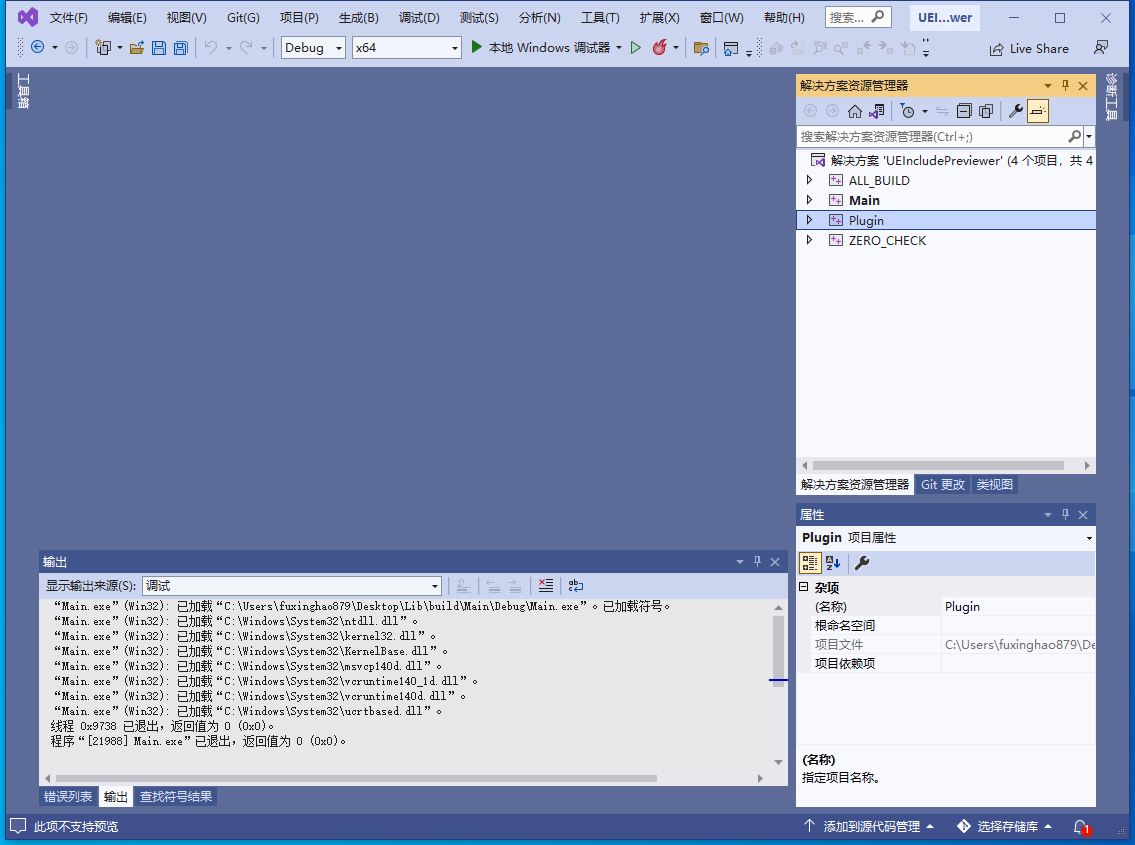 文件(F) 编辑(E) 视图(V) Git(G) 项目(P) 生成(B) 调试(D) 测试(S) 分析(N) 工具(T) 扩展(X) 窗口(W) 帮助(H) 搜索... UEI...wer
Debug x64 本地 Windows 调试器 Live Share
工具箱
诊断工具
解决方案资源管理器
搜索解决方案资源管理器(Ctrl+;)
解决方案 'UEIncludePreviewer' (4 个项目，共 4
ALL_BUILD
Main
Plugin
ZERO_CHECK
解决方案资源管理器 Git 更改 类视图
属性
Plugin 项目属性
杂项
(名称) Plugin
根命名空间
项目文件 C:\Users\fuxinghao879\De
项目依赖项
(名称)
指定项目名称。
输出
显示输出来源(S): 调试
“Main.exe”(Win32): 已加载“C:\Users\fuxinghao879\Desktop\Lib\build\Main\Debug\Main.exe”。已加载符号。
“Main.exe”(Win32): 已加载“C:\Windows\System32\ntdll.dll”。
“Main.exe”(Win32): 已加载“C:\Windows\System32\kernel32.dll”。
“Main.exe”(Win32): 已加载“C:\Windows\System32\KernelBase.dll”。
“Main.exe”(Win32): 已加载“C:\Windows\System32\msvcp140d.dll”。
“Main.exe”(Win32): 已加载“C:\Windows\System32\vcruntime140_1d.dll”。
“Main.exe”(Win32): 已加载“C:\Windows\System32\vcruntime140d.dll”。
“Main.exe”(Win32): 已加载“C:\Windows\System32\ucrtbased.dll”。
线程 0x9738 已退出，返回值为 0 (0x0)。
程序“[21988] Main.exe”已退出，返回值为 0 (0x0)。
错误列表 输出 查找符号结果
此项不支持预览 添加到源代码管理 选择存储库 1